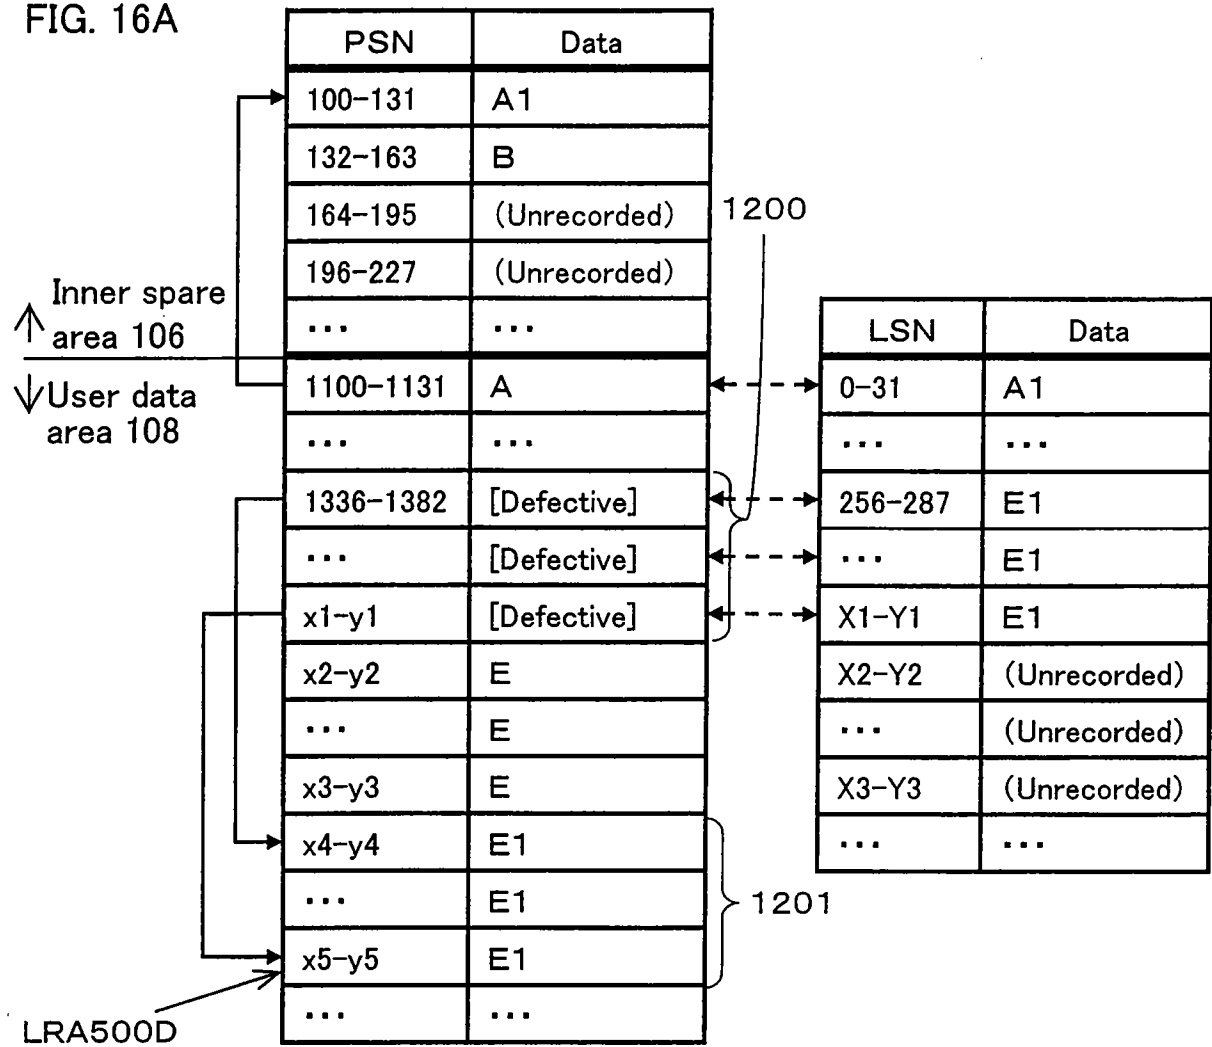 FIG. 16A
PSN Data
100-131 A1
132-163 B
164-195 (Unrecorded)
196-227 (Unrecorded)
... ...
1100-1131 A
... ...
1336-1382 [Defective]
... [Defective]
x1-y1 [Defective]
x2-y2 E
... E
x3-y3 E
x4-y4 E1
... E1
x5-y5 E1
... ...
Inner spare
area 106
User data
area 108
LRA500D
1200
1201
LSN Data
0-31 A1
... ...
256-287 E1
... E1
X1-Y1 E1
X2-Y2 (Unrecorded)
... (Unrecorded)
X3-Y3 (Unrecorded)
... ...